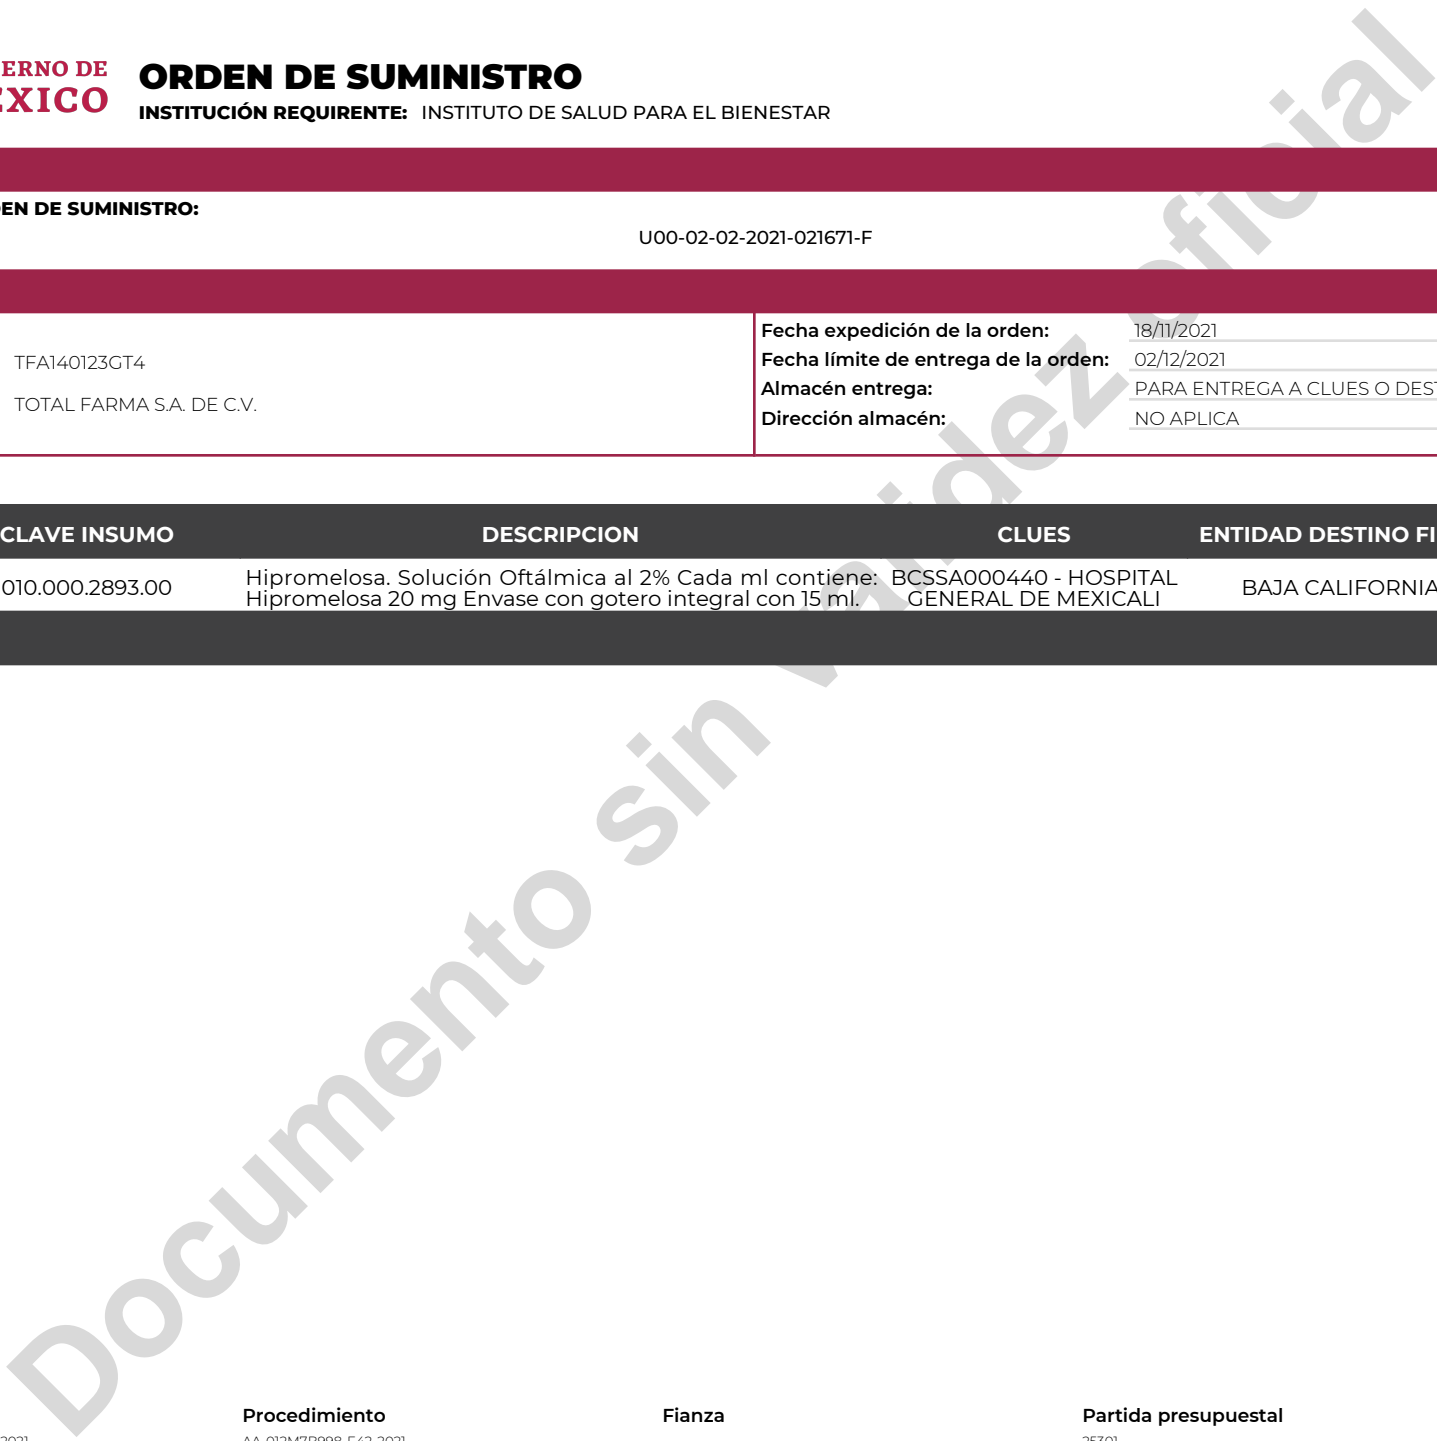 ERNO DE
EXICO
ORDEN DE SUMINISTRO
INSTITUCIÓN REQUIRENTE: INSTITUTO DE SALUD PARA EL BIENESTAR
EN DE SUMINISTRO:
U00-02-02-2021-021671-F
TFA140123GT4
TOTAL FARMA S.A. DE C.V.
Fecha expedición de la orden: 18/11/2021
Fecha límite de entrega de la orden: 02/12/2021
Almacén entrega: PARA ENTREGA A CLUES O DEST
Dirección almacén: NO APLICA
CLAVE INSUMO DESCRIPCION CLUES ENTIDAD DESTINO FI
010.000.2893.00 Hipromelosa. Solución Oftálmica al 2% Cada ml contiene: BCSSA000440 - HOSPITAL BAJA CALIFORNIA
Hipromelosa 20 mg Envase con gotero integral con 15 ml. GENERAL DE MEXICALI
Documento sin validez oficial
Procedimiento Fianza Partida presupuestal